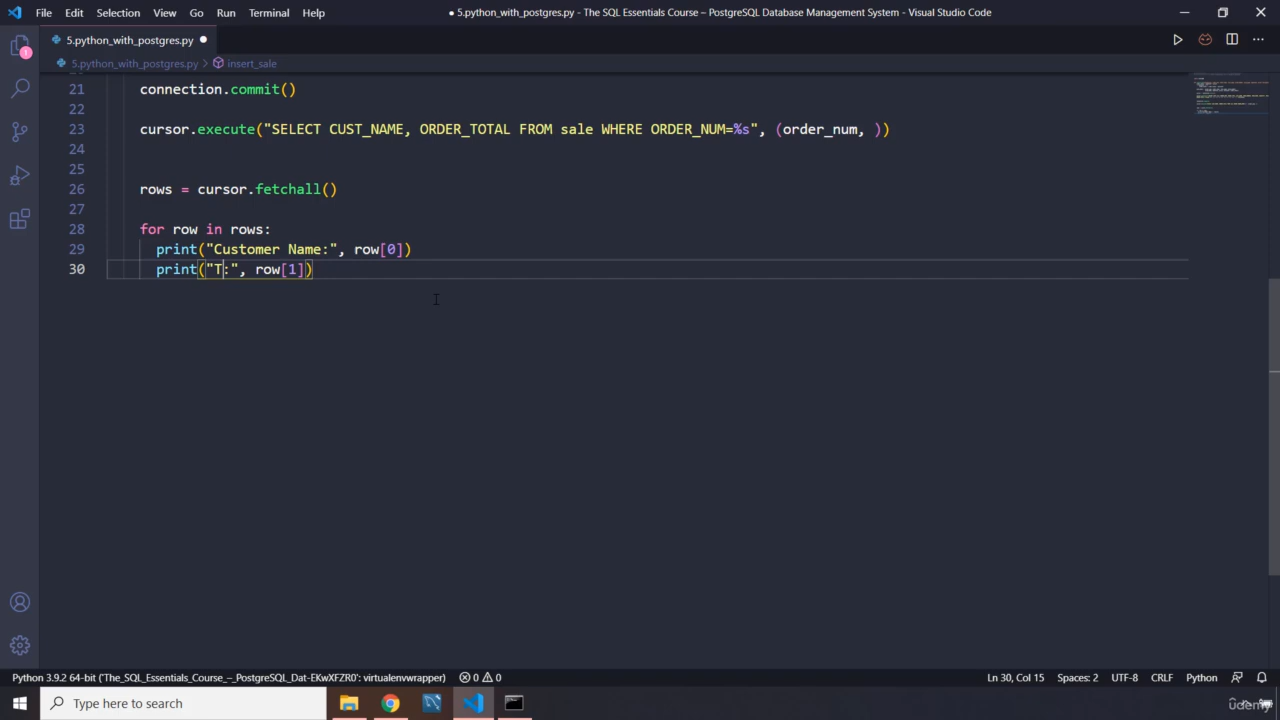 File Edit Selection View Go Run Terminal Help
● 5.python_with_postgres.py - The SQL Essentials Course – PostgreSQL Database Management System - Visual Studio Code
5.python_with_postgres.py
5.python_with_postgres.py > insert_sale
1
21 connection.commit()
22
23 cursor.execute("SELECT CUST_NAME, ORDER_TOTAL FROM sale WHERE ORDER_NUM=%s", (order_num, ))
24
25
26 rows = cursor.fetchall()
27
28 for row in rows:
29 print("Customer Name:", row[0])
30 print("T:", row[1])
Python 3.9.2 64-bit ('The_SQL_Essentials_Course_–_PostgreSQL_Dat-EKwXFZR0': virtualenvwrapper) 0 0 Ln 30, Col 15 Spaces: 2 UTF-8 CRLF Python
Type here to search
udemy